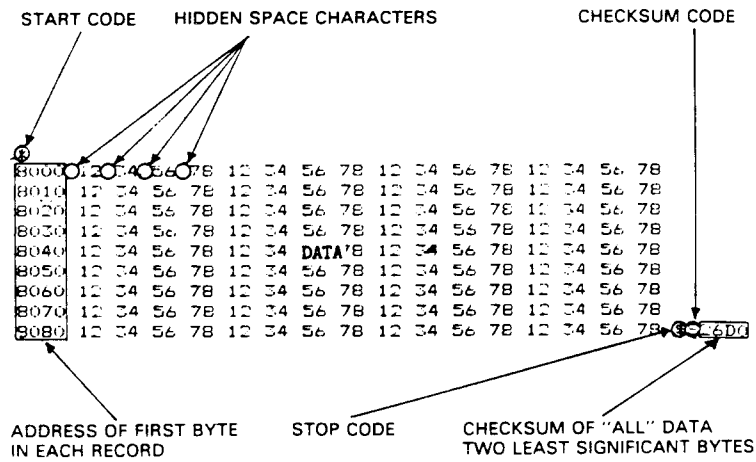 START CODE HIDDEN SPACE CHARACTERS CHECKSUM CODE
8000 12 34 56 78 12 34 56 78 12 34 56 78 12 34 56 78
8010 12 34 56 78 12 34 56 78 12 34 56 78 12 34 56 78
8020 12 34 56 78 12 34 56 78 12 34 56 78 12 34 56 78
8030 12 34 56 78 12 34 56 78 12 34 56 78 12 34 56 78
8040 12 34 56 78 12 34 DATA 12 34 56 78 12 34 56 78
8050 12 34 56 78 12 34 56 78 12 34 56 78 12 34 56 78
8060 12 34 56 78 12 34 56 78 12 34 56 78 12 34 56 78
8070 12 34 56 78 12 34 56 78 12 34 56 78 12 34 56 78
8080 12 34 56 78 12 34 56 78 12 34 56 78 12 34 56 78 26D0
ADDRESS OF FIRST BYTE STOP CODE CHECKSUM OF "ALL" DATA
IN EACH RECORD TWO LEAST SIGNIFICANT BYTES